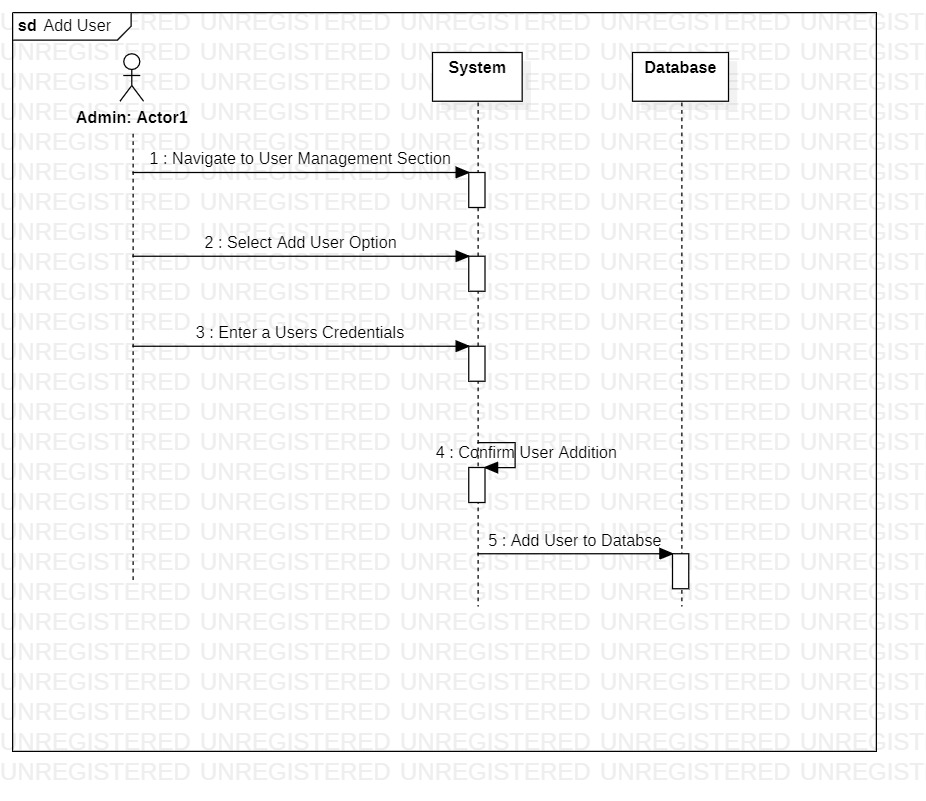 sd Add User
System
Database
Admin: Actor1
1 : Navigate to User Management Section
2 : Select Add User Option
3 : Enter a Users Credentials
4 : Confirm User Addition
5 : Add User to Databse
UNREGISTERED UNREGISTERED UNREGISTERED UNREGISTERED UNREGIST